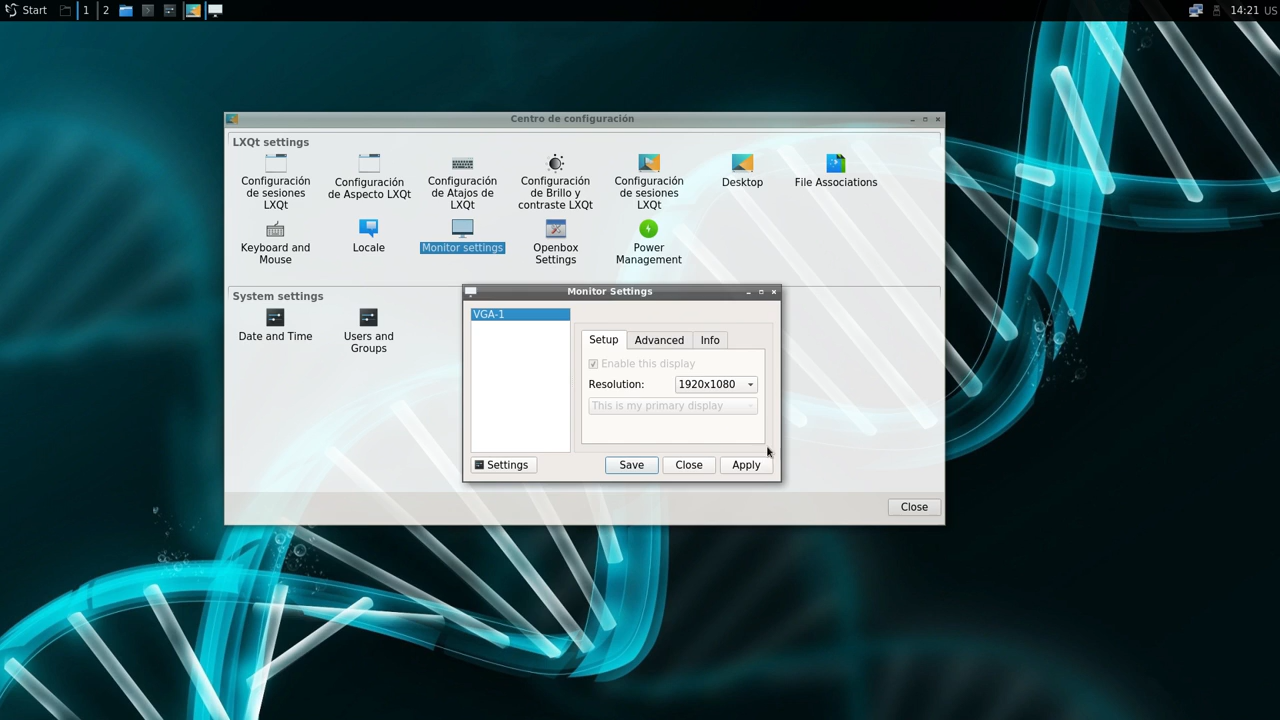 Start 1 2 14:21 US
Centro de configuración
LXQt settings
Configuración de sesiones LXQt
Configuración de Aspecto LXQt
Configuración de Atajos de LXQt
Configuración de Brillo y contraste LXQt
Configuración de sesiones LXQt
Desktop
File Associations
Keyboard and Mouse
Locale
Monitor settings
Openbox Settings
Power Management
System settings
Date and Time
Users and Groups
Monitor Settings
VGA-1
Setup Advanced Info
Enable this display
Resolution: 1920x1080
This is my primary display
Settings Save Close Apply
Close